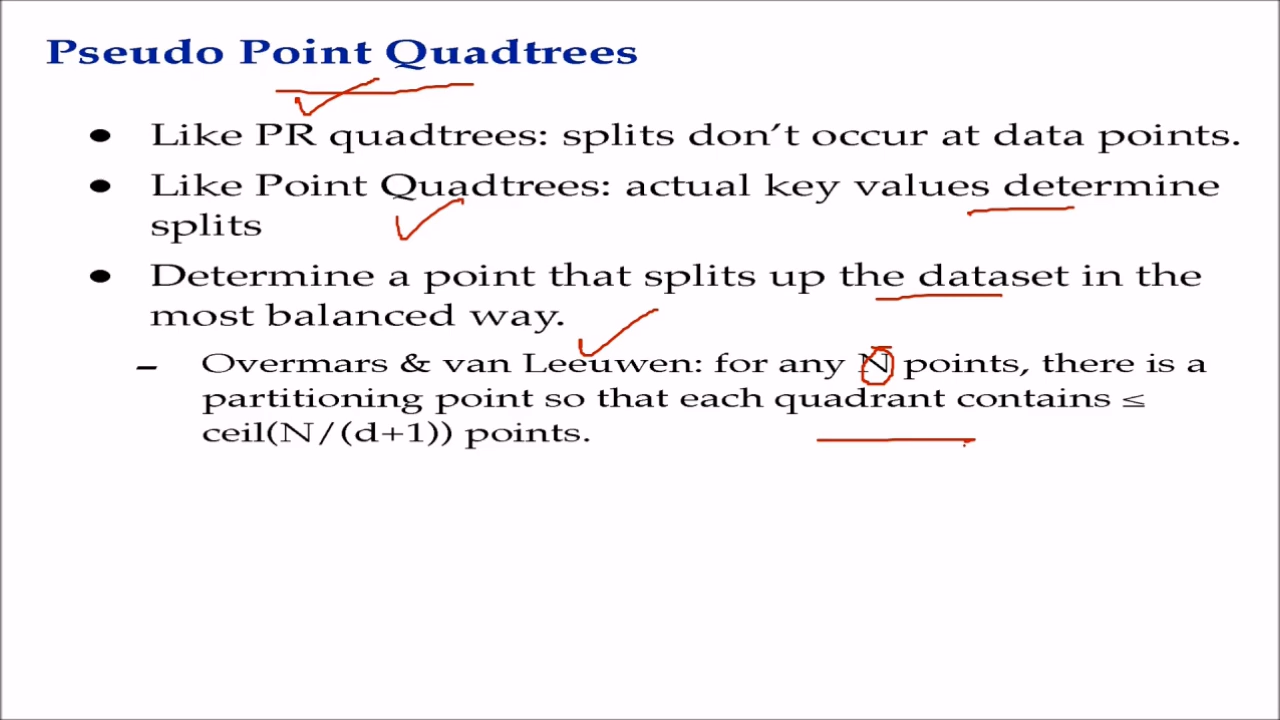 Pseudo Point Quadtrees
● Like PR quadtrees: splits don't occur at data points.
● Like Point Quadtrees: actual key values determine
splits
● Determine a point that splits up the dataset in the
most balanced way.
– Overmars & van Leeuwen: for any N points, there is a
partitioning point so that each quadrant contains ≤
ceil(N/(d+1)) points.